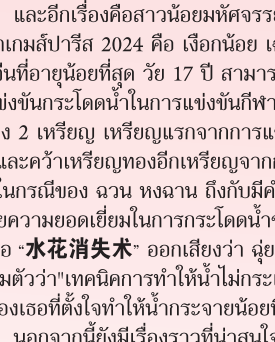 และอีกเรื่องคือสาวน้อยมหัศจรร
เกมส์ปารีส 2024 คือ เงือกน้อย
ที่อายุน้อยที่สุด วัย 17 ปี สามาร
ข่งขันกระโดดน้ำในการแข่งขันกีฬา
2 เหรียญ เหรียญแรกจากการแ
และคว้าเหรียญทองอีกเหรียญจาก
ในกรณีของ ฉวน หงฉาน ถึงกับมีค
ยความยอดเยี่ยมในการกระโดดน้ำ
อ “水花消失术” ออกเสียงว่า ฉุ่ย
มตัวว่า"เทคนิคการทำให้น้ำไม่กระ
องเธอที่ตั้งใจทำให้น้ำกระจายน้อย
นอกจากนี้ยังมีเรื่องราวที่น่าสนใจ